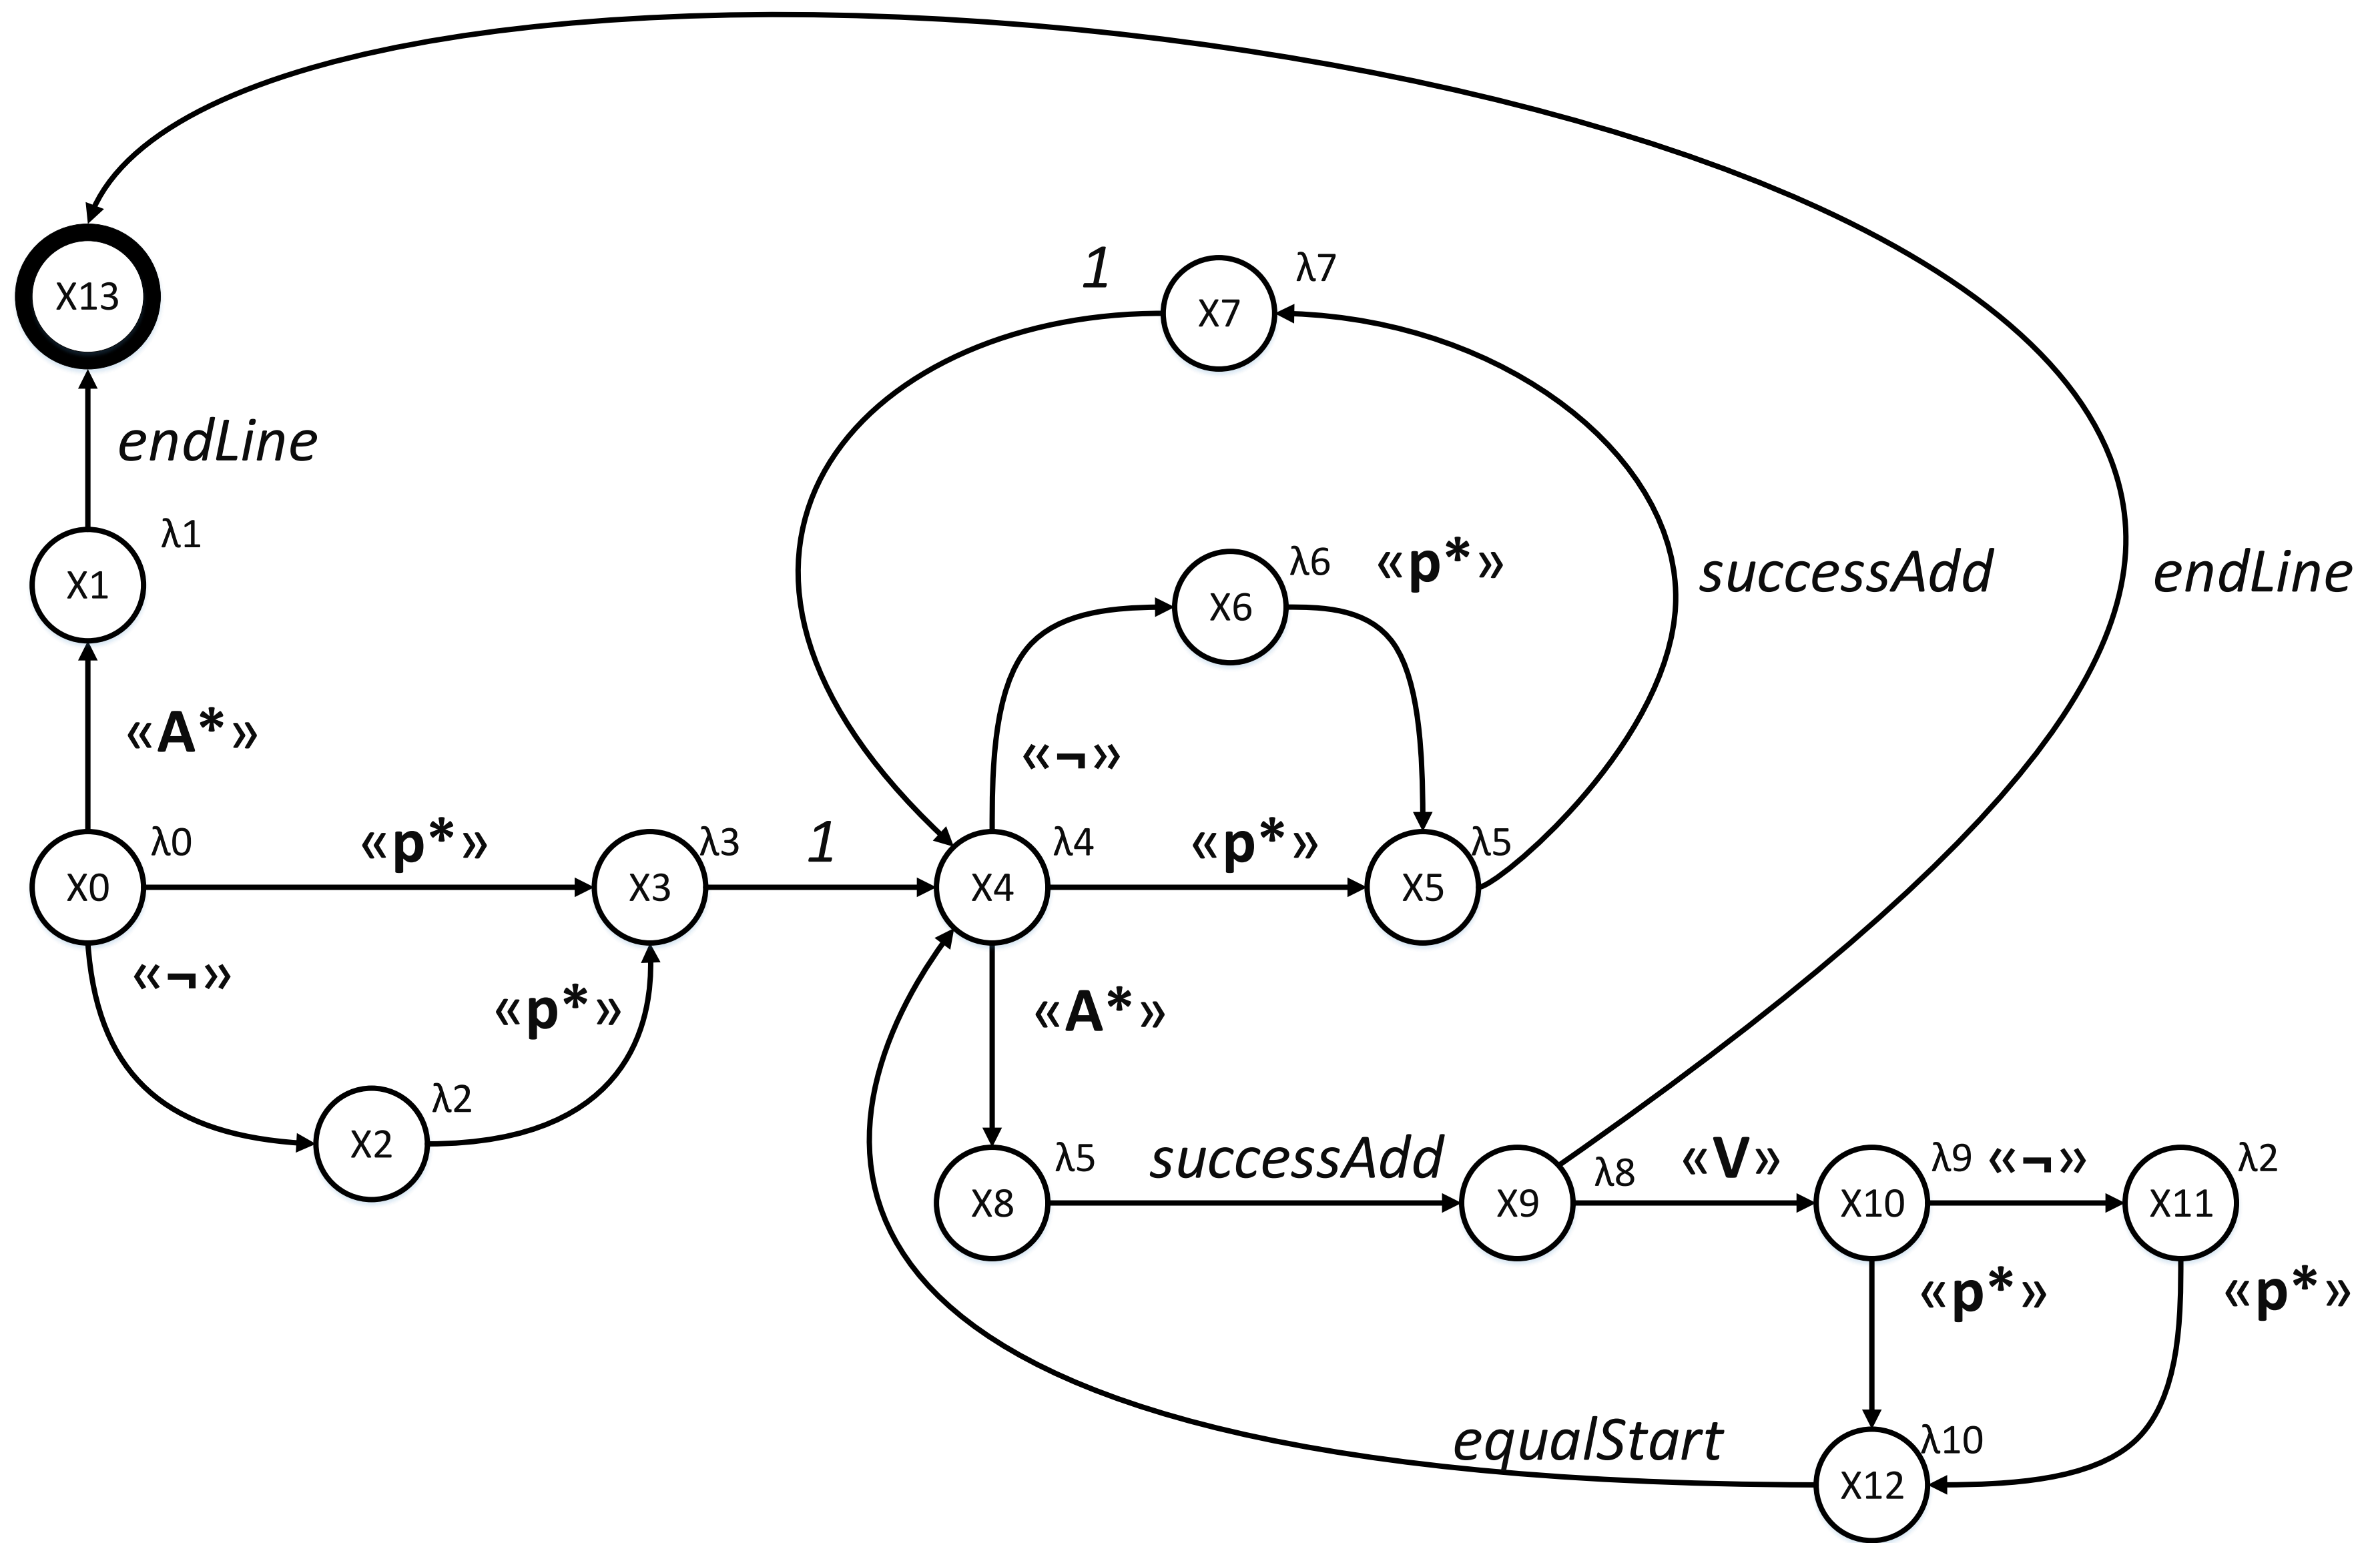 1
λ7
X7
X13
endLine
λ1
X1
λ6
«p*»
X6
successAdd
endLine
«A*»
«¬»
λ0
«p*»
λ3
1
λ4
«p*»
λ5
X0
X3
X4
X5
«¬»
«p*»
«A*»
λ2
X2
λ5
successAdd
λ8
«V»
λ9
«¬»
λ2
X8
X9
X10
X11
«p*»
«p*»
equalStart
λ10
X12